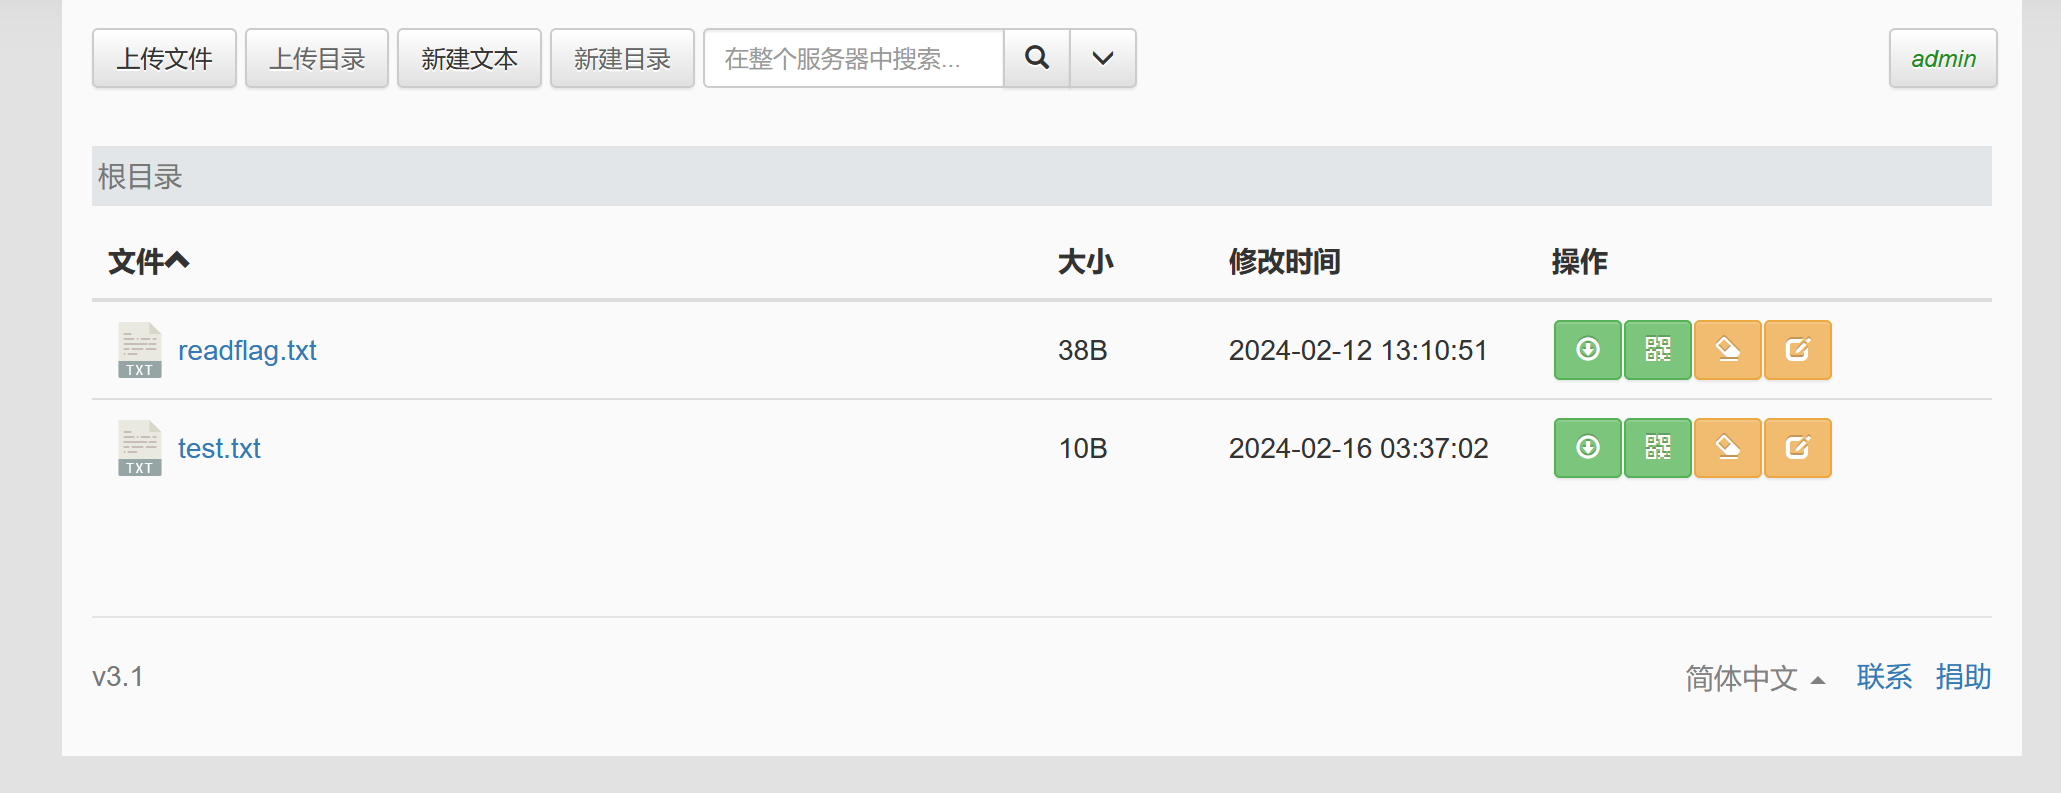 上传文件 上传目录 新建文本 新建目录 在整个服务器中搜索... admin
根目录
文件 大小 修改时间 操作
TXT readflag.txt 38B 2024-02-12 13:10:51
TXT test.txt 10B 2024-02-16 03:37:02
v3.1 简体中文 联系 捐助